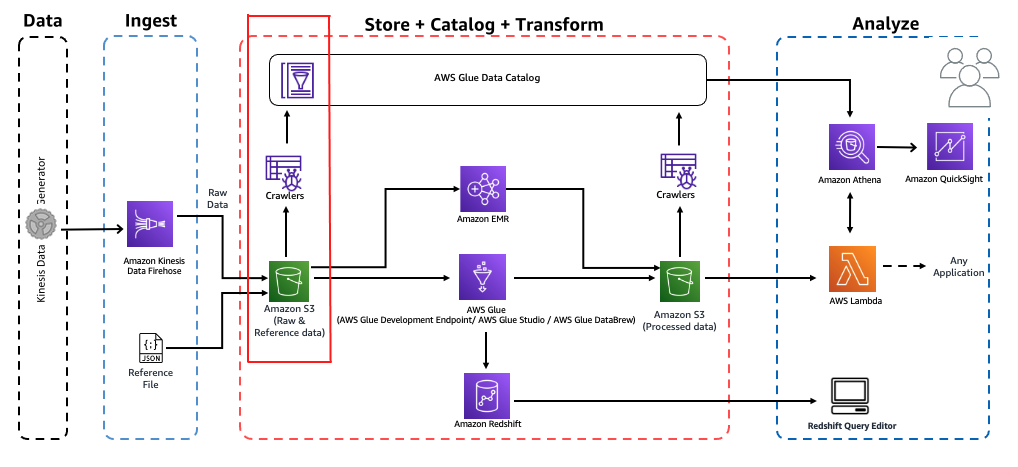 Data
Ingest
Store + Catalog + Transform
Analyze
AWS Glue Data Catalog
Kinesis Data Generator
Raw
Data
Amazon Kinesis
Data Firehose
{;}
JSON
Reference
File
Crawlers
Amazon S3
(Raw &
Reference data)
Amazon EMR
AWS Glue
(AWS Glue Development Endpoint/ AWS Glue Studio / AWS Glue DataBrew)
Amazon Redshift
Crawlers
Amazon S3
(Processed data)
Amazon Athena
Amazon QuickSight
AWS Lambda
Any
Application
Redshift Query Editor